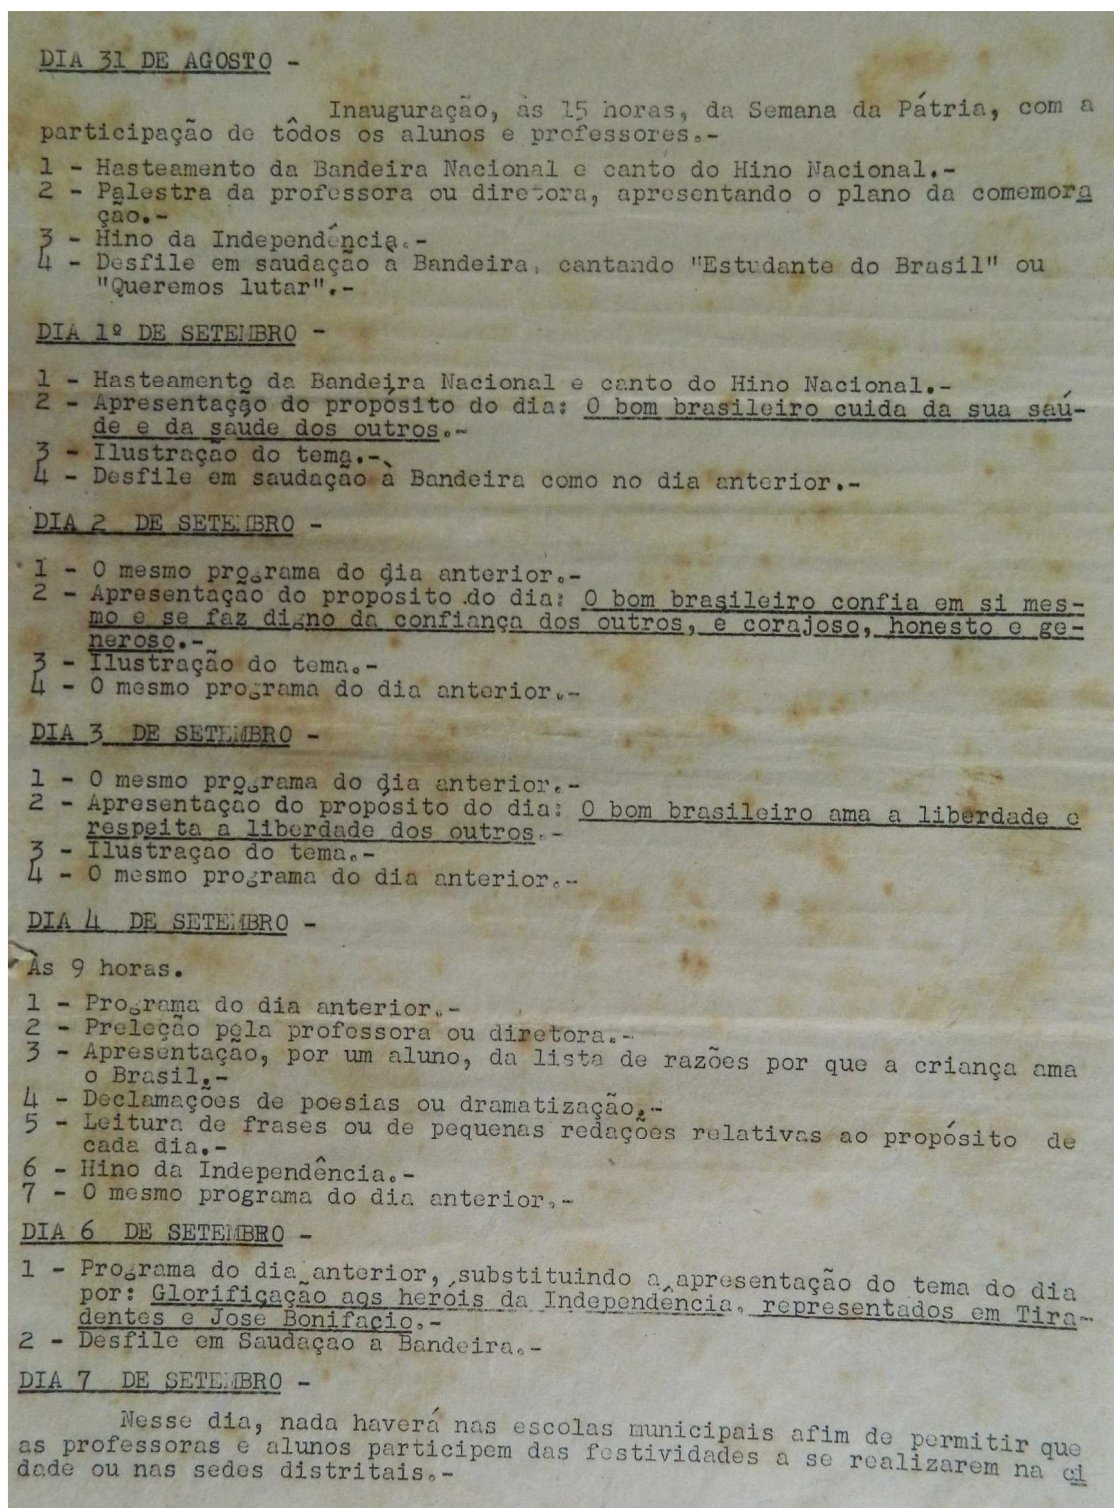 DIA 31 DE AGOSTO -
Inauguração, às 15 horas, da Semana da Pátria, com a
participação de tôdos os alunos e professores.-
1 - Hasteamento da Bandeira Nacional e canto do Hino Nacional.-
2 - Palestra da professora ou diretora, apresentando o plano da comemora
ção.-
3 - Hino da Independência.-
4 - Desfile em saudação a Bandeira, cantando "Estudante do Brasil" ou
"Queremos lutar".-
DIA 1º DE SETEMBRO -
1 - Hasteamento da Bandeira Nacional e canto do Hino Nacional.-
2 - Apresentação do propósito do dia: O bom brasileiro cuida da sua saú-
de e da saude dos outros.-
3 - Ilustração do tema.-
4 - Desfile em saudação à Bandeira como no dia anterior.-
DIA 2 DE SETEMBRO -
1 - O mesmo programa do dia anterior.-
2 - Apresentação do proposito do dia: O bom brasileiro confia em si mes-
mo e se faz digno da confiança dos outros, e corajoso, honesto e ge-
neroso.-
3 - Ilustração do tema.-
4 - O mesmo programa do dia anterior.-
DIA 3 DE SETEMBRO -
1 - O mesmo programa do dia anterior.-
2 - Apresentação do propósito do dia: O bom brasileiro ama a liberdade e
respeita a liberdade dos outros.-
3 - Ilustraçao do tema.-
4 - O mesmo programa do dia anterior.-
DIA 4 DE SETEMBRO -
Às 9 horas.
1 - Programa do dia anterior.-
2 - Preleção pela professora ou diretora.-
3 - Apresentação, por um aluno, da lista de razões por que a criança ama
o Brasil.-
4 - Declamações de poesias ou dramatização.-
5 - Leitura de frases ou de pequenas redações relativas ao propósito de
cada dia.-
6 - Hino da Independência.-
7 - O mesmo programa do dia anterior.-
DIA 6 DE SETEMBRO -
1 - Programa do dia anterior, substituindo a apresentação do tema do dia
por: Glorificação aos heróis da Independência, representados em Tira-
dentes e Jose Bonifacio.-
2 - Desfile em Saudaçao a Bandeira.-
DIA 7 DE SETEMBRO -
Nesse dia, nada haverá nas escolas municipais afim de permitir que
as professoras e alunos participem das festividades a se realizarem na ci
dade ou nas sedes distritais.-